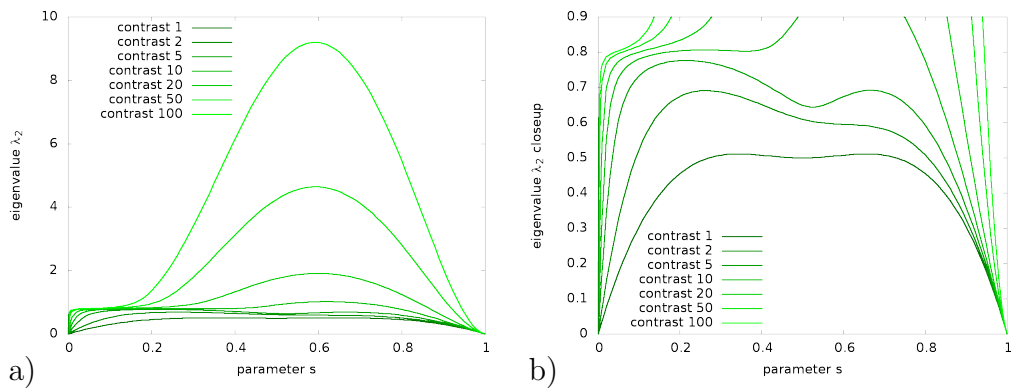 10
8
6
4
2
0
eigenvalue λ2
contrast 1
contrast 2
contrast 5
contrast 10
contrast 20
contrast 50
contrast 100
0 0.2 0.4 0.6 0.8 1
parameter s
a)
0.9
0.8
0.7
0.6
0.5
0.4
0.3
0.2
0.1
0
eigenvalue λ2 closeup
contrast 1
contrast 2
contrast 5
contrast 10
contrast 20
contrast 50
contrast 100
0 0.2 0.4 0.6 0.8 1
parameter s
b)